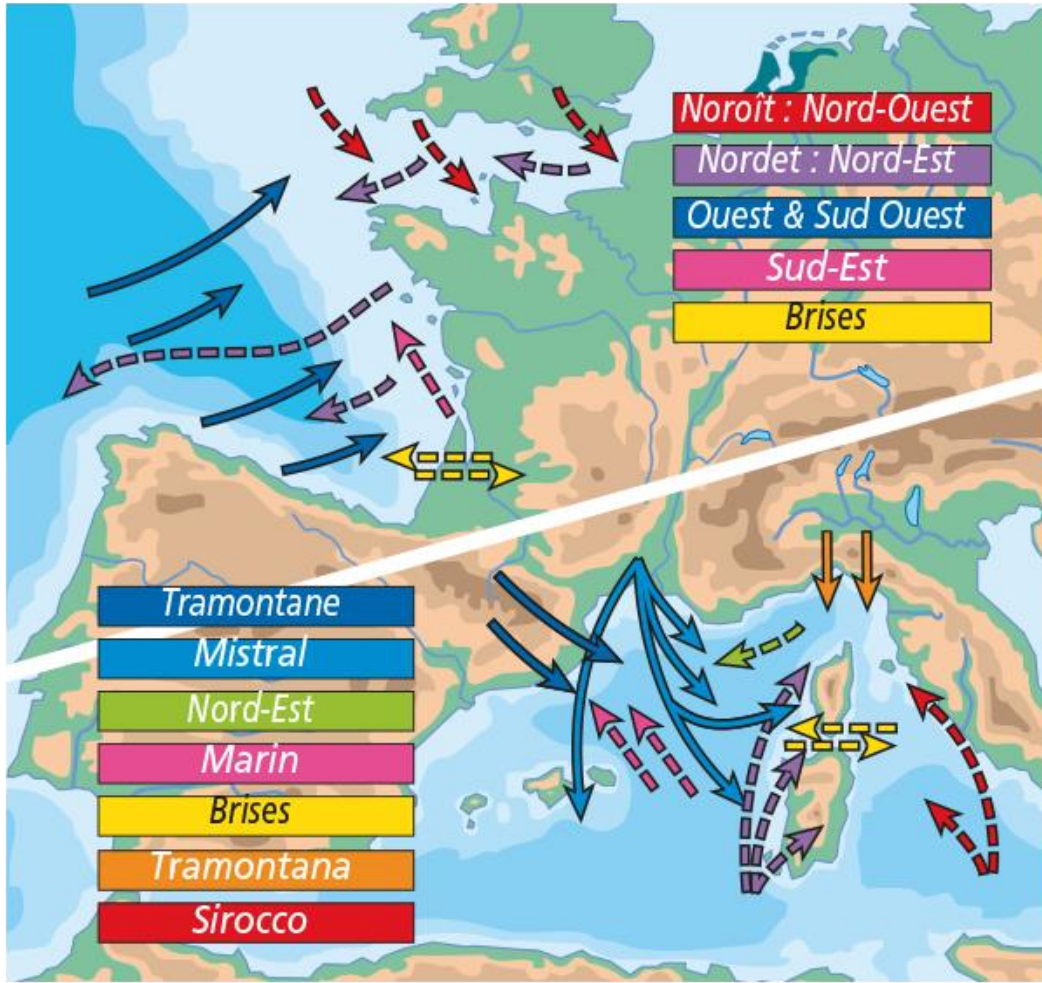 Noroît : Nord-Ouest
Nordet : Nord-Est
Ouest & Sud Ouest
Sud-Est
Brises
Tramontane
Mistral
Nord-Est
Marin
Brises
Tramontana
Sirocco